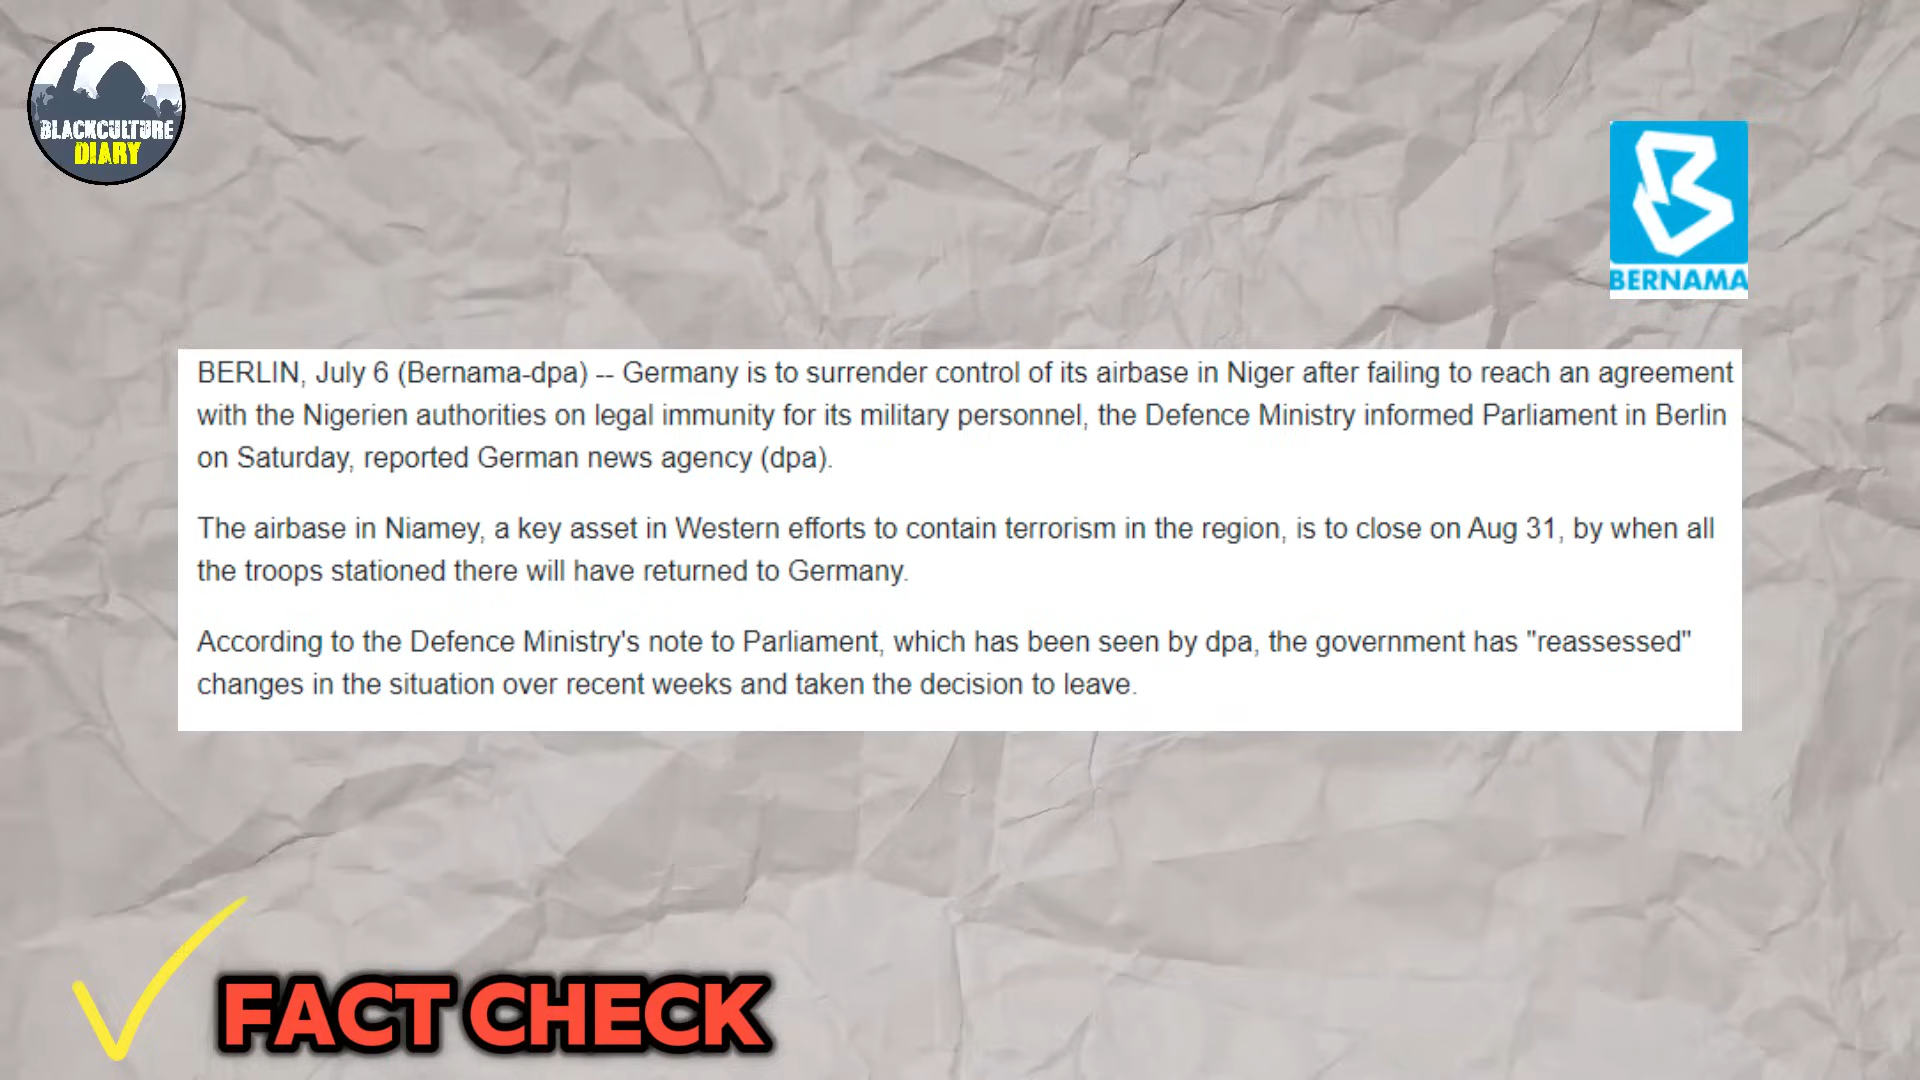 BLACKCULTURE
DIARY
BERNAMA
BERLIN, July 6 (Bernama-dpa) -- Germany is to surrender control of its airbase in Niger after failing to reach an agreement
with the Nigerien authorities on legal immunity for its military personnel, the Defence Ministry informed Parliament in Berlin
on Saturday, reported German news agency (dpa).
The airbase in Niamey, a key asset in Western efforts to contain terrorism in the region, is to close on Aug 31, by when all
the troops stationed there will have returned to Germany.
According to the Defence Ministry's note to Parliament, which has been seen by dpa, the government has "reassessed"
changes in the situation over recent weeks and taken the decision to leave.
FACT CHECK